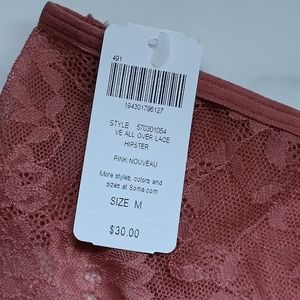 491
194301796127
STYLE 570301054
VE ALL OVER LACE
HIPSTER
PINK NOUVEAU
More styles, colors and
sizes at Soma.com
SIZE M
$30.00